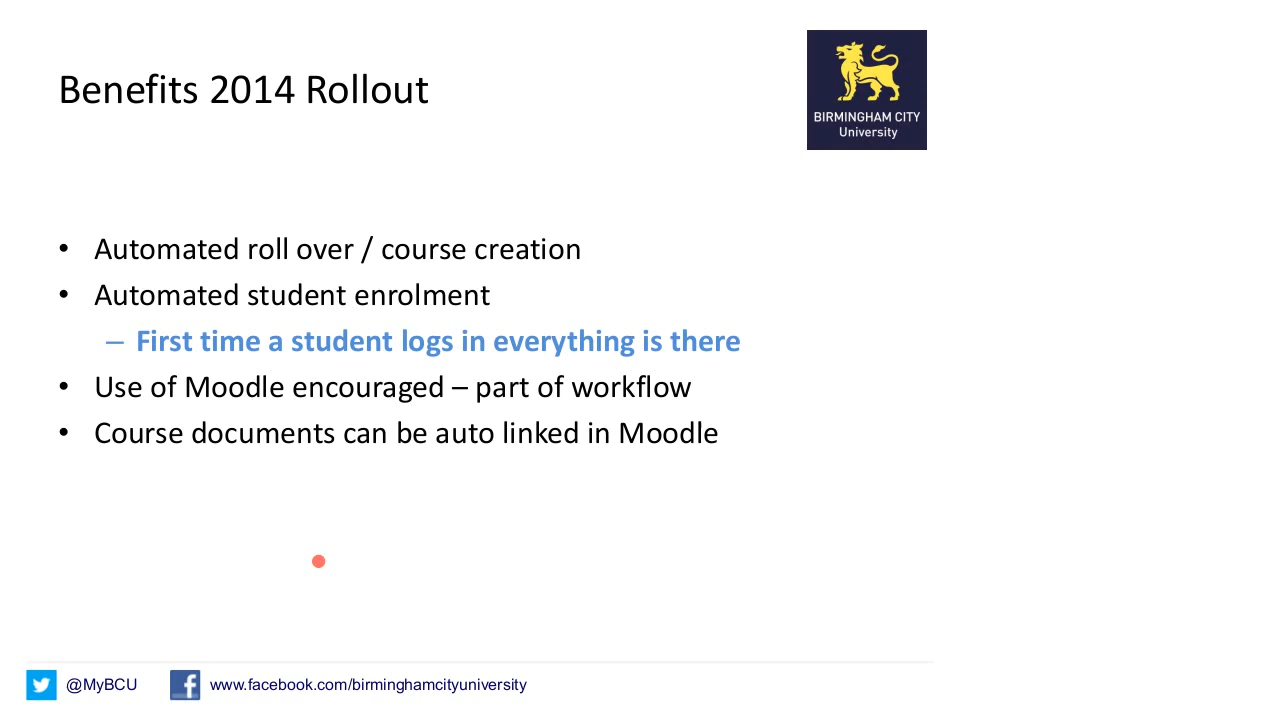 Benefits 2014 Rollout
BIRMINGHAM CITY
University
• Automated roll over / course creation
• Automated student enrolment
– First time a student logs in everything is there
• Use of Moodle encouraged – part of workflow
• Course documents can be auto linked in Moodle
@MyBCU
www.facebook.com/birminghamcityuniversity